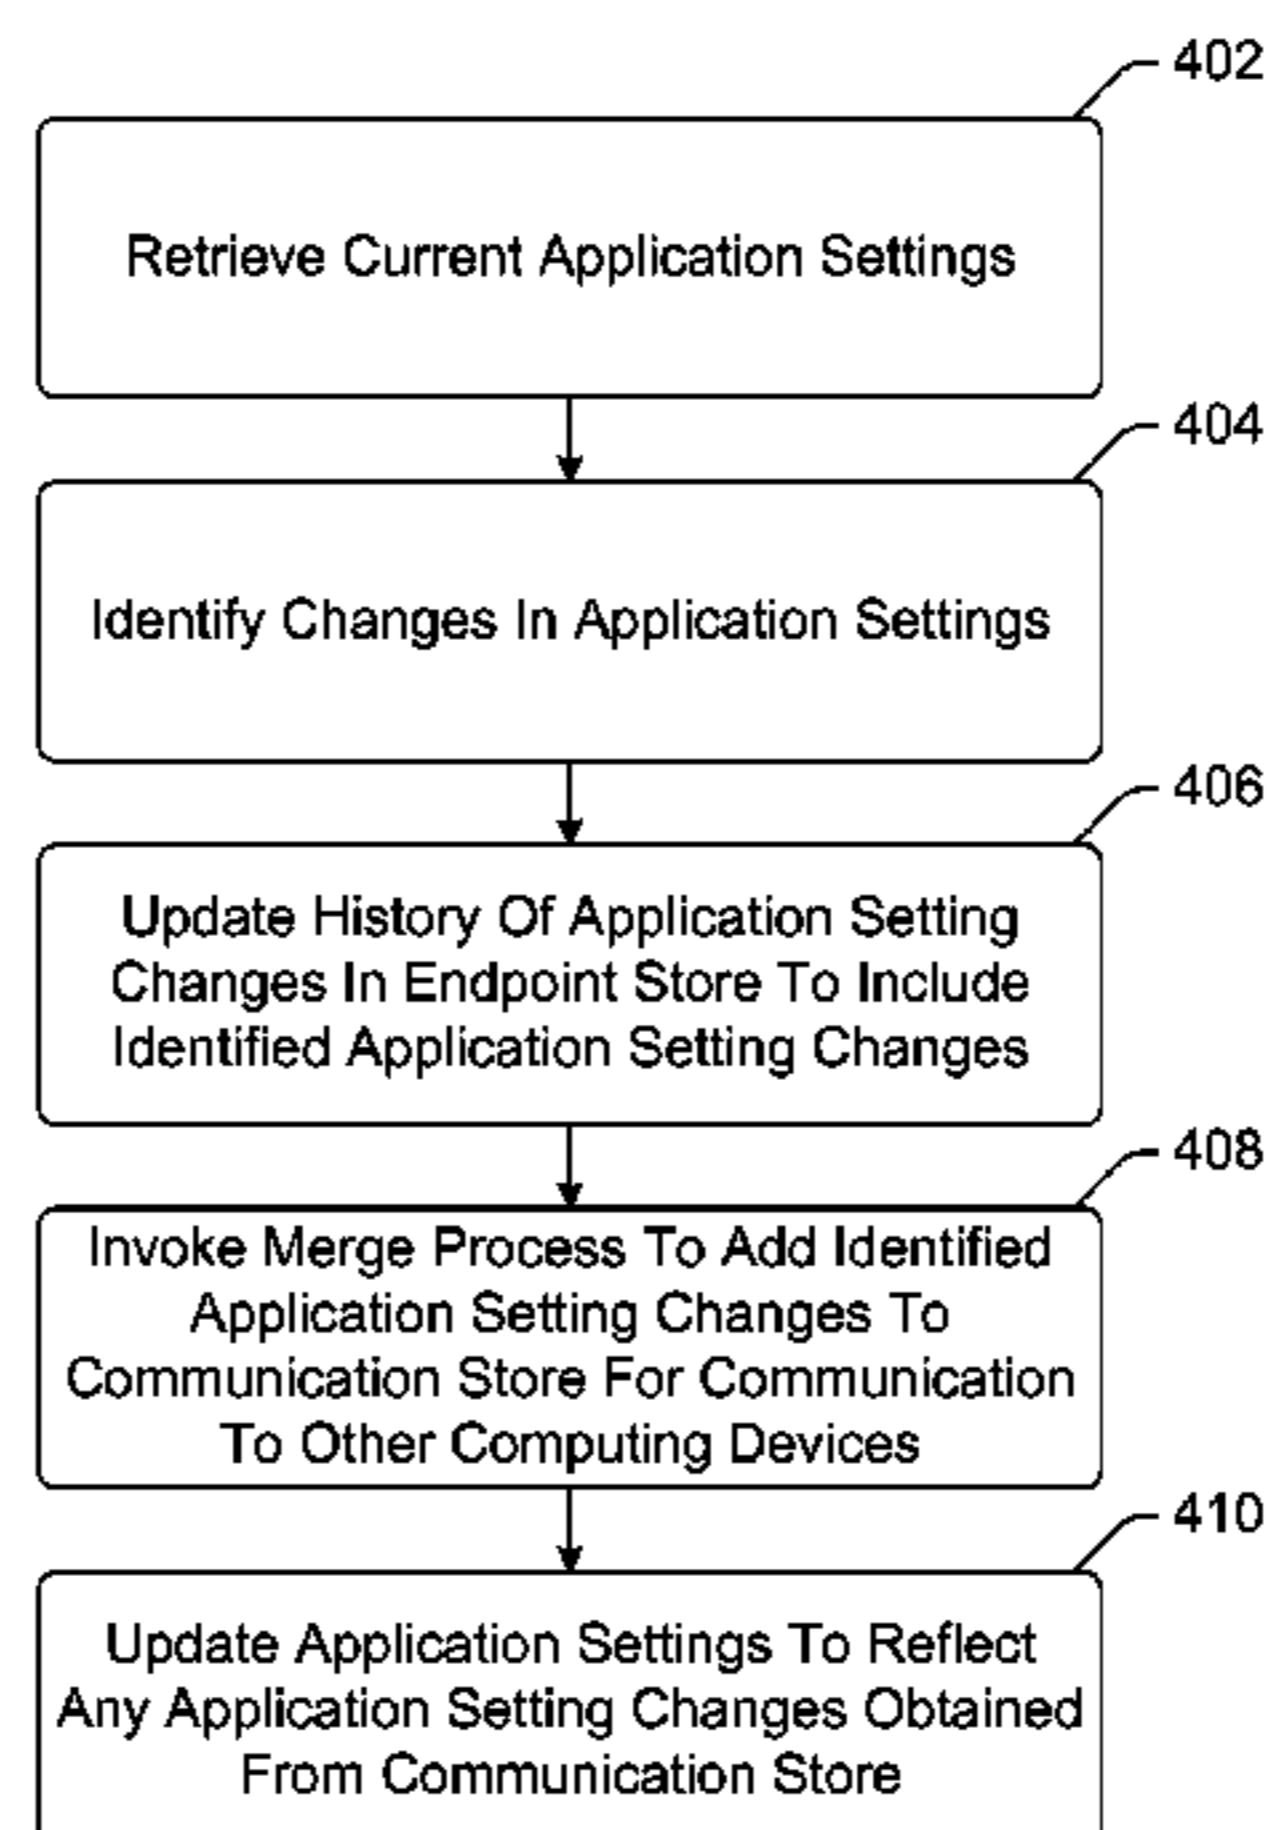 402
Retrieve Current Application Settings
404
Identify Changes In Application Settings
406
Update History Of Application Setting
Changes In Endpoint Store To Include
Identified Application Setting Changes
408
Invoke Merge Process To Add Identified
Application Setting Changes To
Communication Store For Communication
To Other Computing Devices
410
Update Application Settings To Reflect
Any Application Setting Changes Obtained
From Communication Store